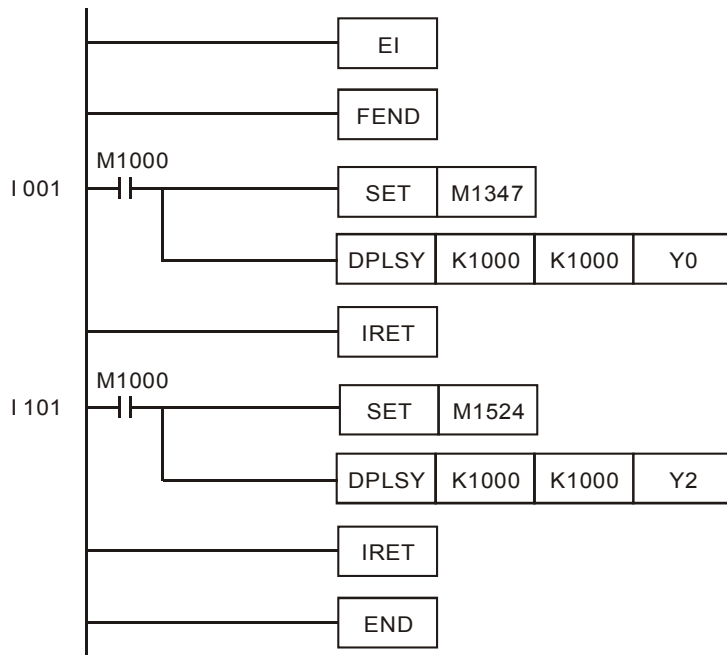 EI
FEND
M1000
I 001
SET M1347
DPLSY K1000 K1000 Y0
IRET
M1000
I 101
SET M1524
DPLSY K1000 K1000 Y2
IRET
END